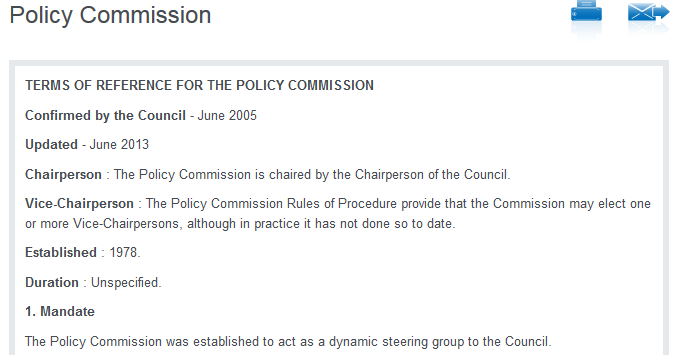 Policy Commission
TERMS OF REFERENCE FOR THE POLICY COMMISSION
Confirmed by the Council - June 2005
Updated - June 2013
Chairperson : The Policy Commission is chaired by the Chairperson of the Council.
Vice-Chairperson : The Policy Commission Rules of Procedure provide that the Commission may elect one
or more Vice-Chairpersons, although in practice it has not done so to date.
Established : 1978.
Duration : Unspecified.
1. Mandate
The Policy Commission was established to act as a dynamic steering group to the Council.